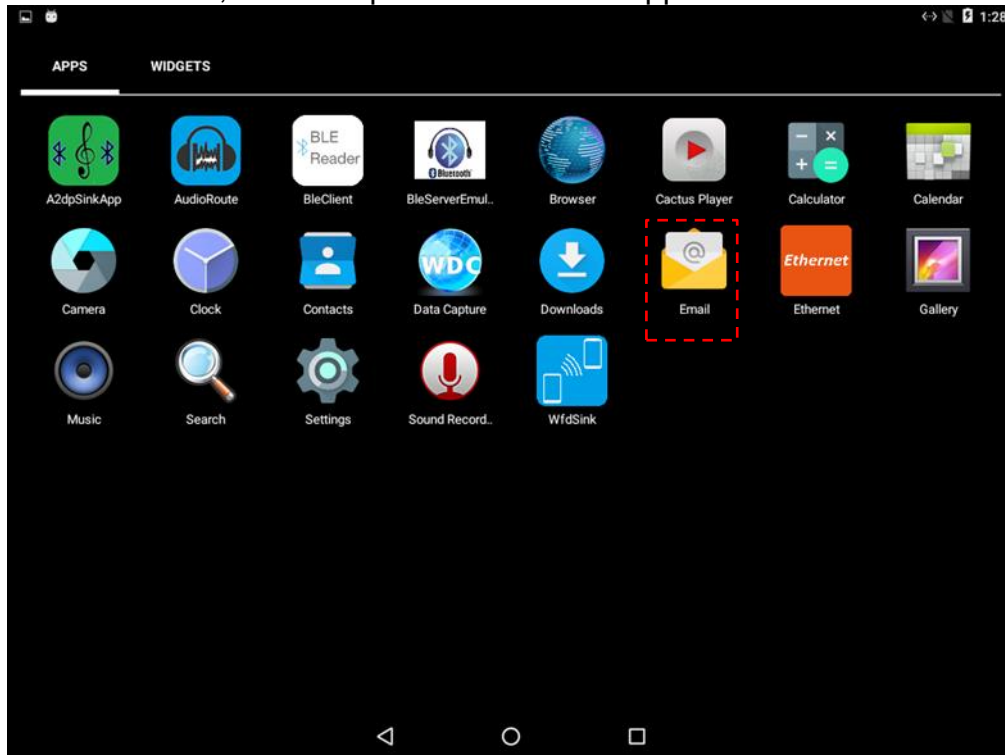 1:28
APPS WIDGETS
BLE
Reader
Bluetooth
A2dpSinkApp AudioRoute BleClient BleServerEmul.. Browser Cactus Player Calculator Calendar
WDC
@
Ethernet
Camera Clock Contacts Data Capture Downloads Email Ethernet Gallery
Music Search Settings Sound Record.. WfdSink